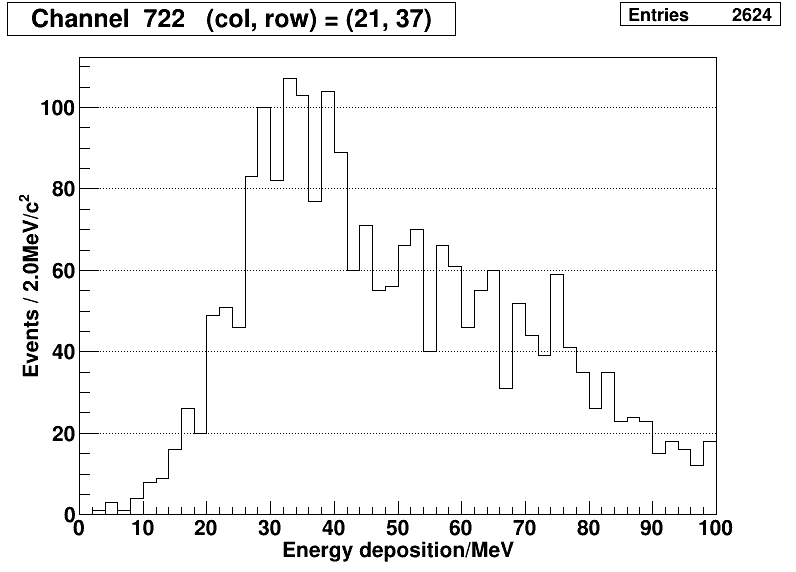 Channel 722 (col, row) = (21, 37)
Entries 2624
Events / 2.0MeV/c²
100
80
60
40
20
0
0 10 20 30 40 50 60 70 80 90 100
Energy deposition/MeV